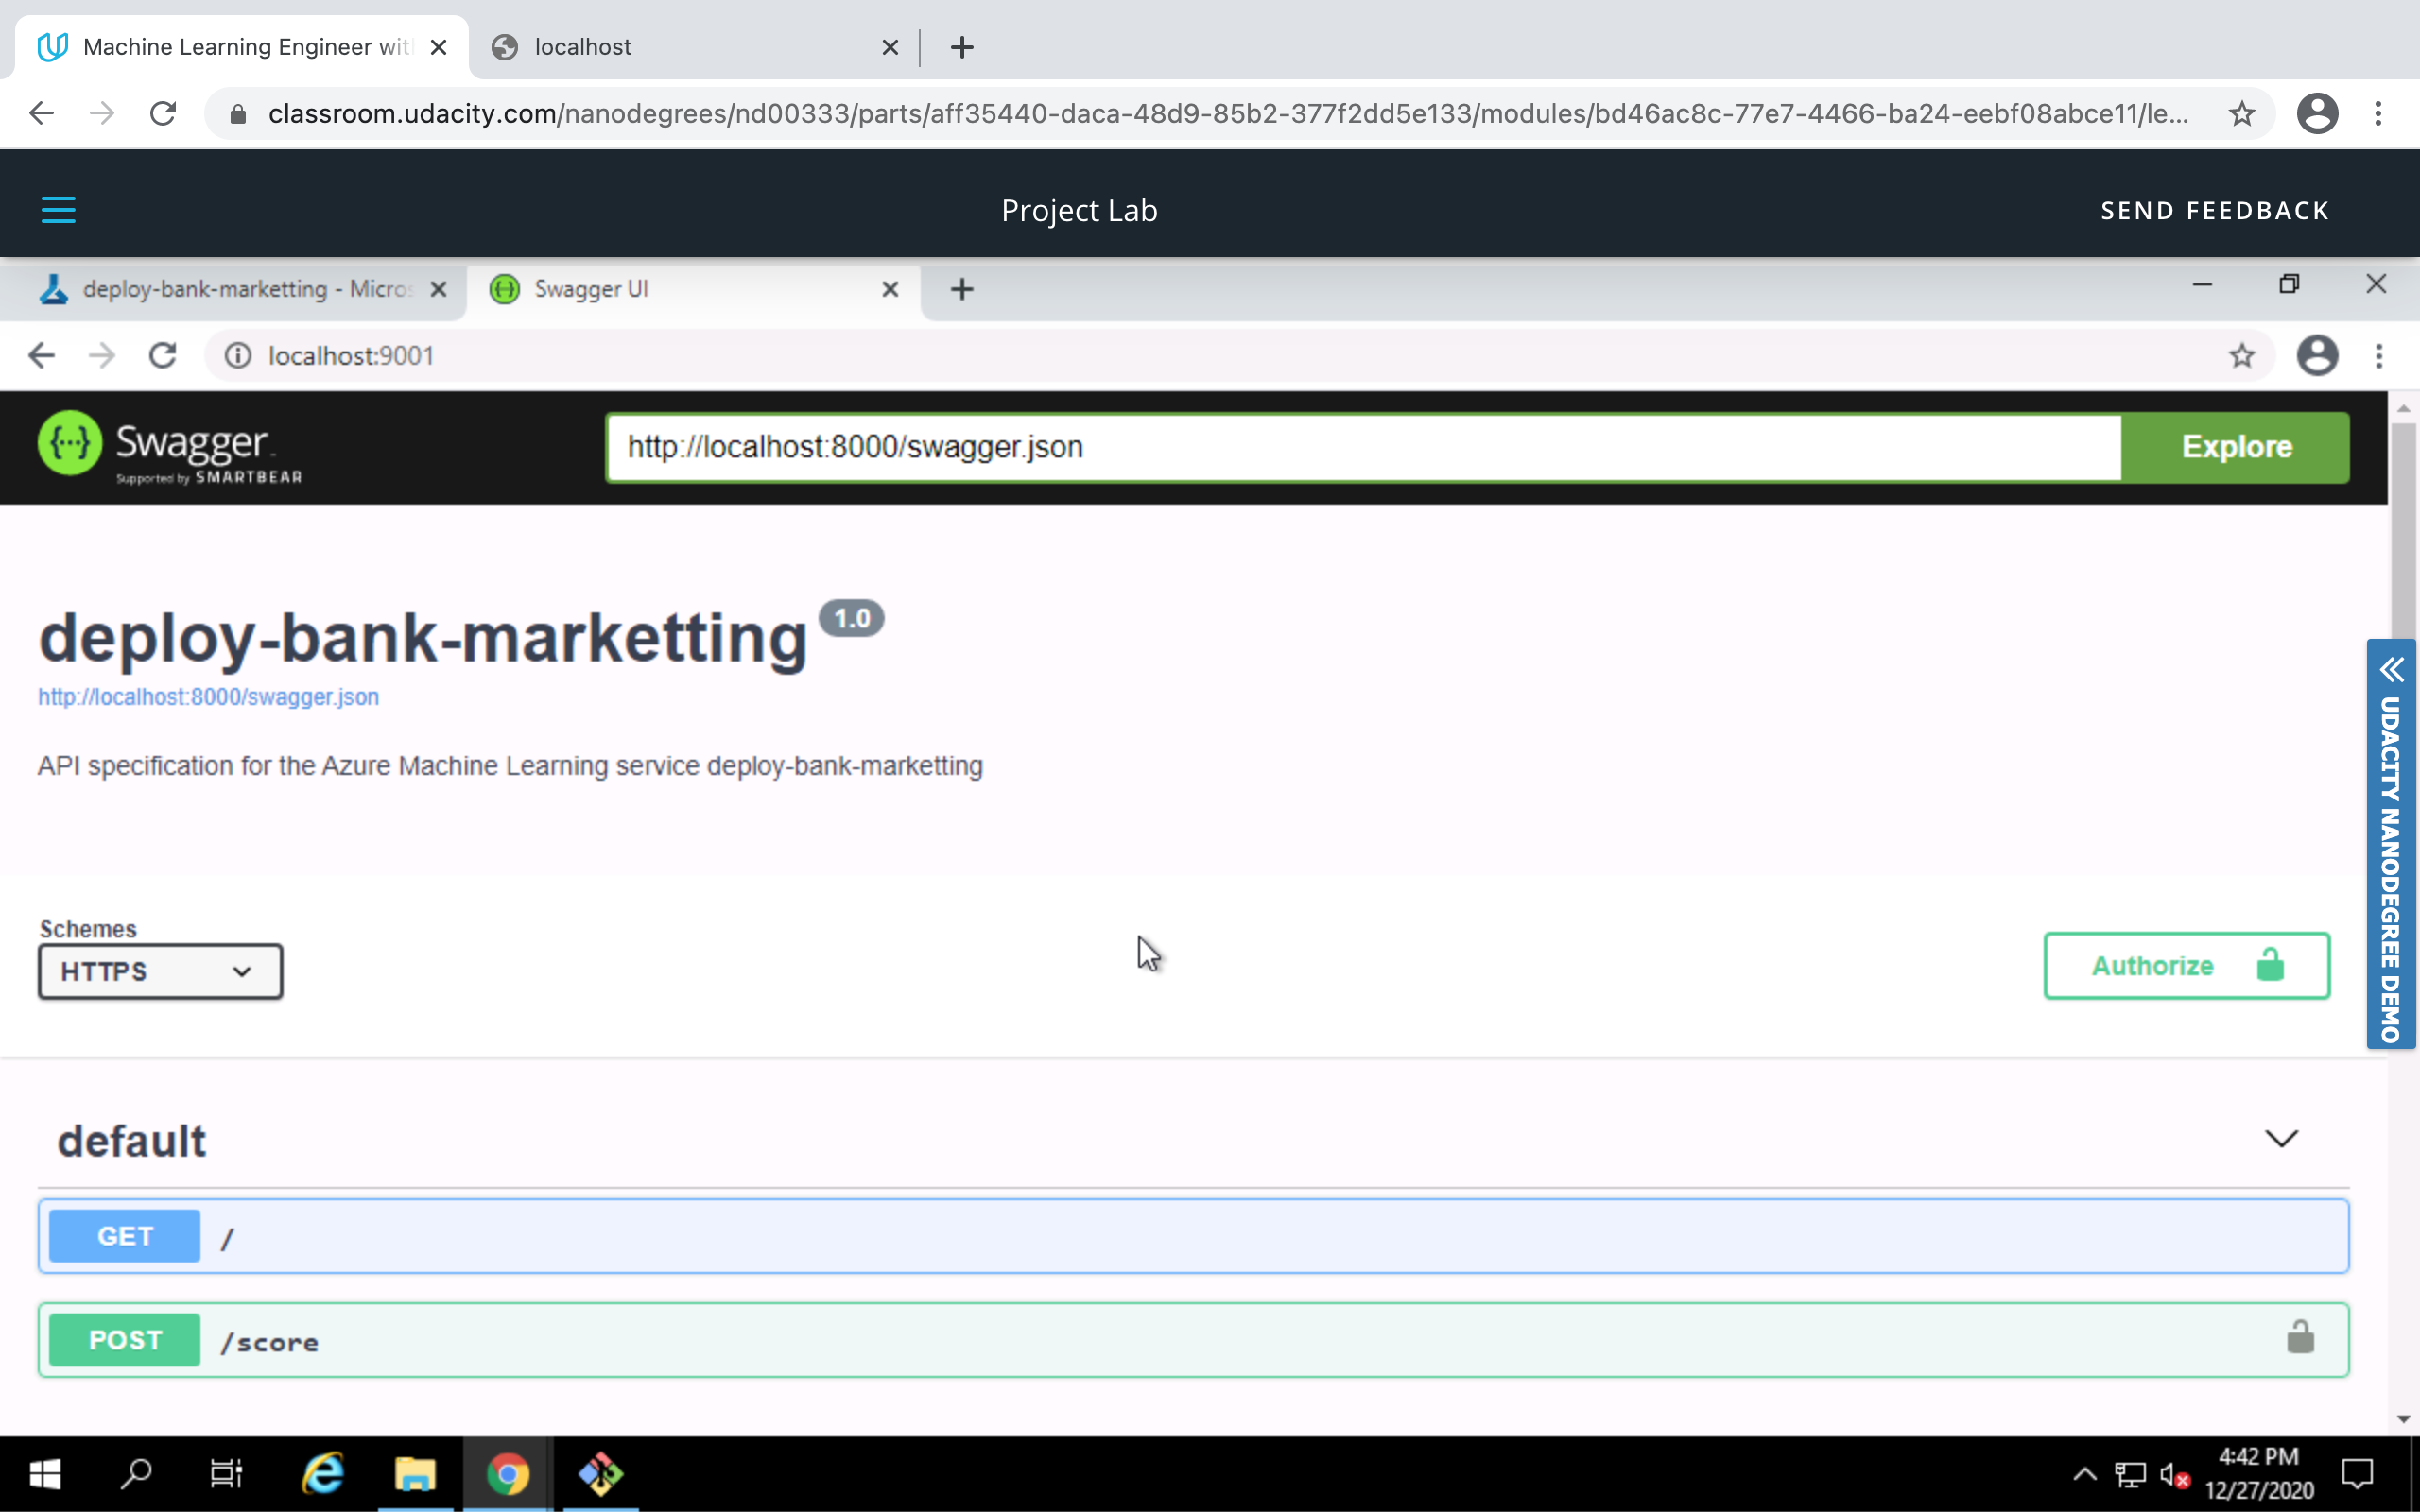 Machine Learning Engineer wit
localhost
classroom.udacity.com/nanodegrees/nd00333/parts/aff35440-daca-48d9-85b2-377f2dd5e133/modules/bd46ac8c-77e7-4466-ba24-eebf08abce11/le...
Project Lab
SEND FEEDBACK
deploy-bank-marketting - Micros
Swagger UI
localhost:9001
Swagger
Supported by SMARTBEAR
http://localhost:8000/swagger.json
Explore
deploy-bank-marketting 1.0
http://localhost:8000/swagger.json
API specification for the Azure Machine Learning service deploy-bank-marketting
UDACITY NANODEGREE DEMO
Schemes
HTTPS
Authorize
default
GET /
POST /score
4:42 PM
12/27/2020